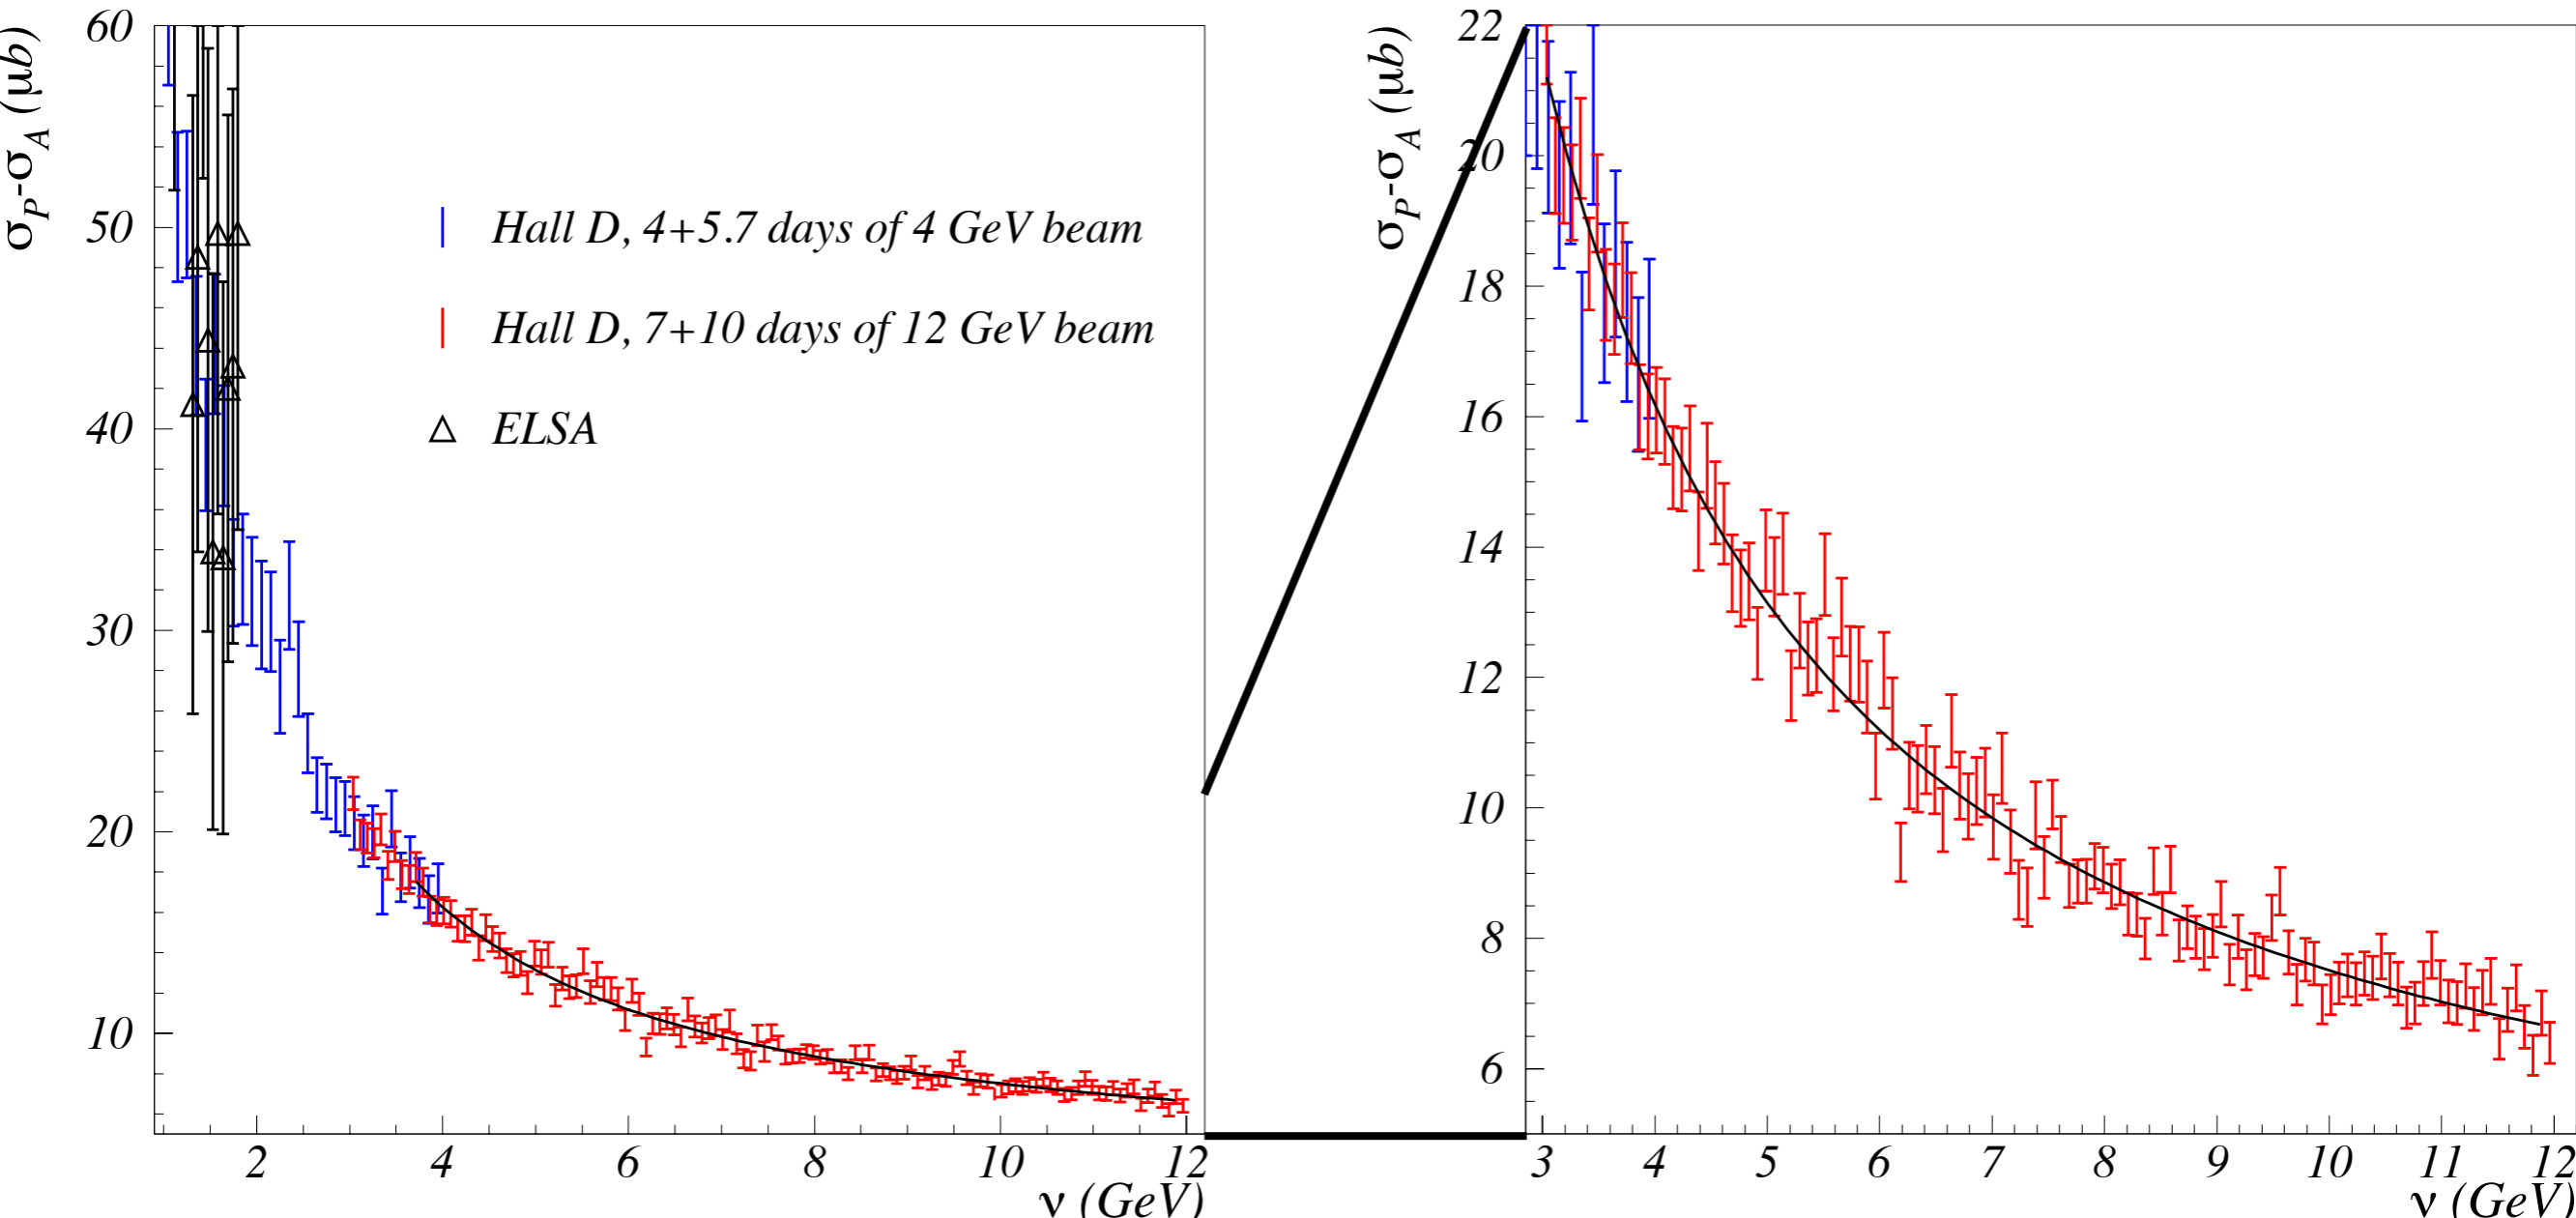 60
50
40
30
20
10
σP-σA (μb)
Hall D, 4+5.7 days of 4 GeV beam
Hall D, 7+10 days of 12 GeV beam
ELSA
2 4 6 8 10 12
ν (GeV)
22
20
18
16
14
12
10
8
6
σP-σA (μb)
3 4 5 6 7 8 9 10 11 12
ν (GeV)